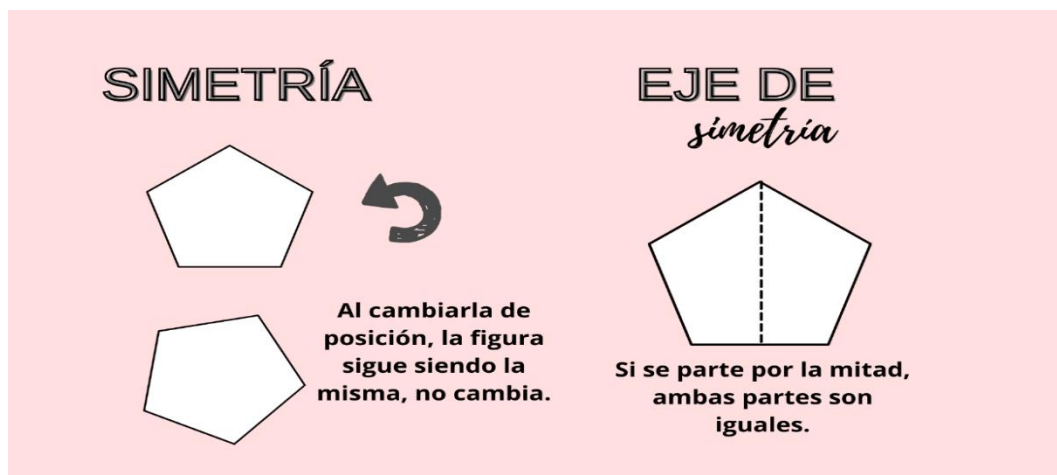 SIMETRÍA
Al cambiarla de
posición, la figura
sigue siendo la
misma, no cambia.
EJE DE
simetría
Si se parte por la mitad,
ambas partes son
iguales.